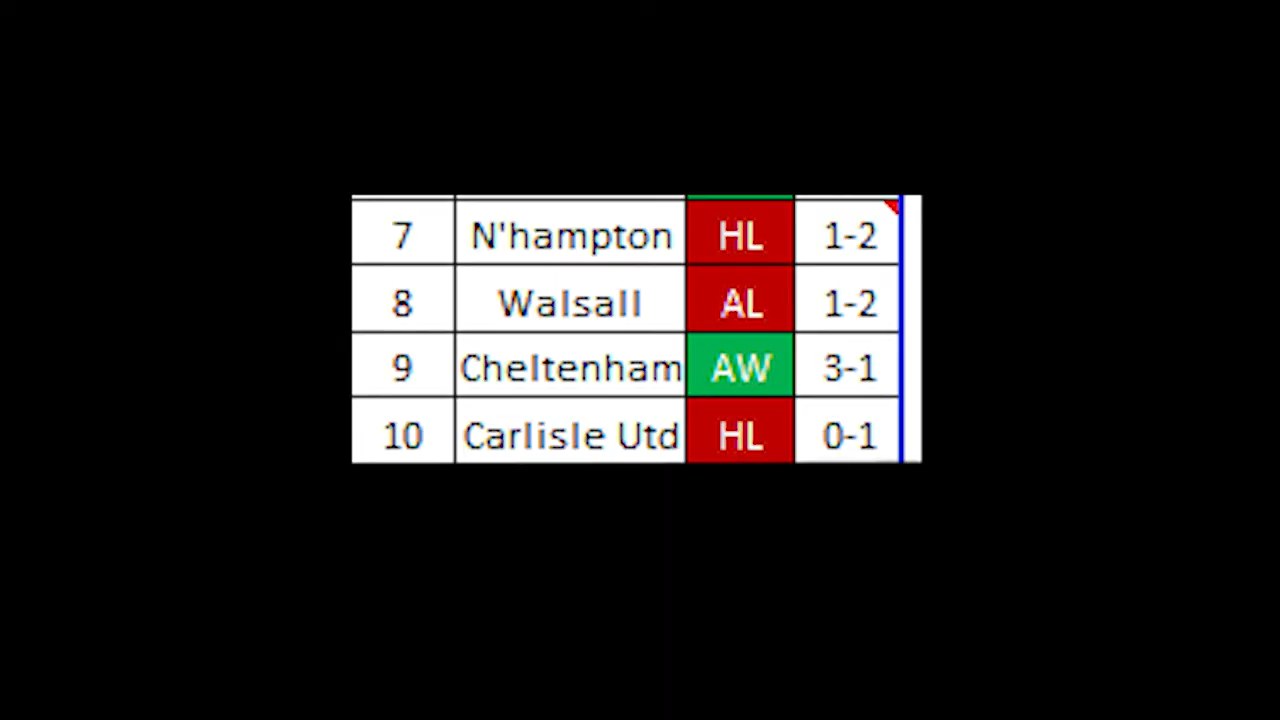 7 N'hampton HL 1-2
8 Walsall AL 1-2
9 Cheltenham AW 3-1
10 Carlisle Utd HL 0-1